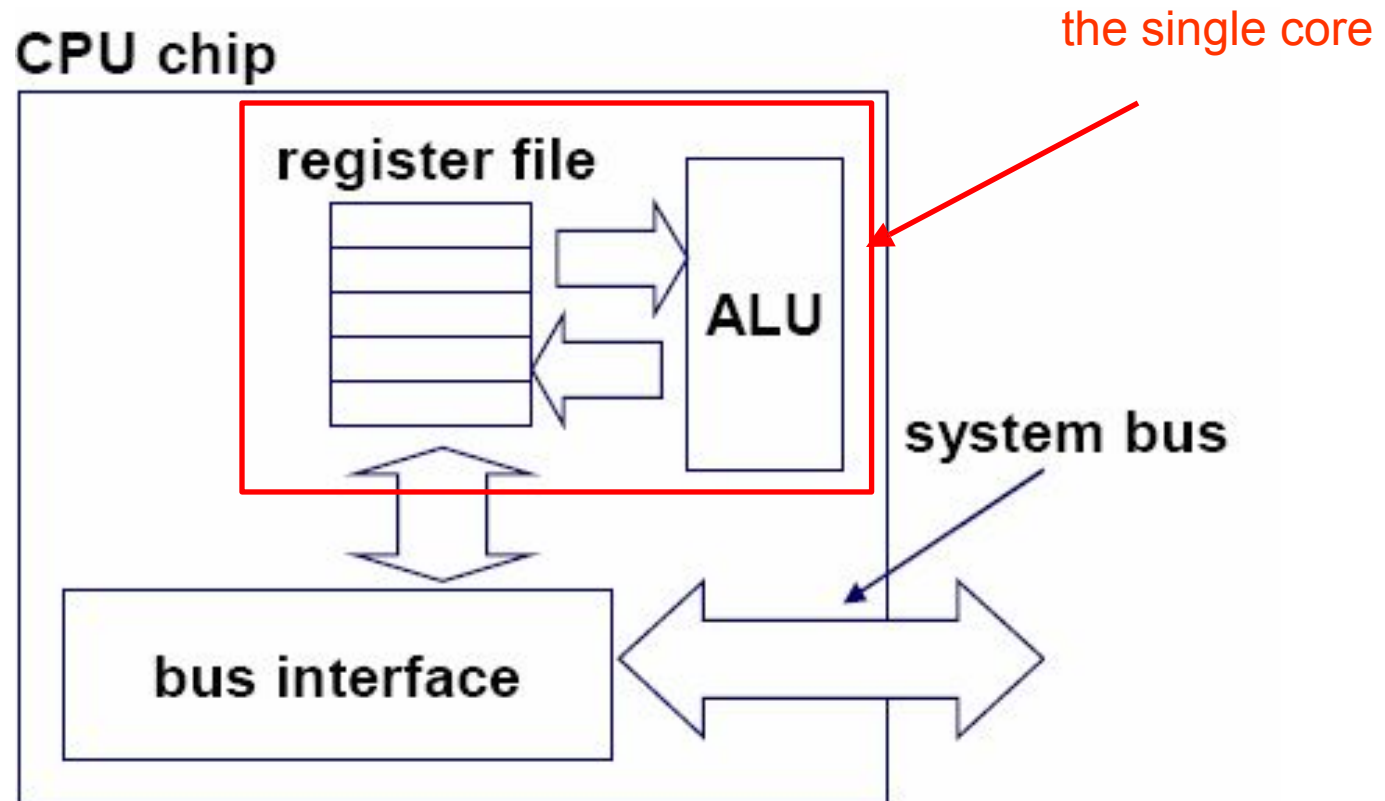 the single core
CPU chip
register file
ALU
system bus
bus interface